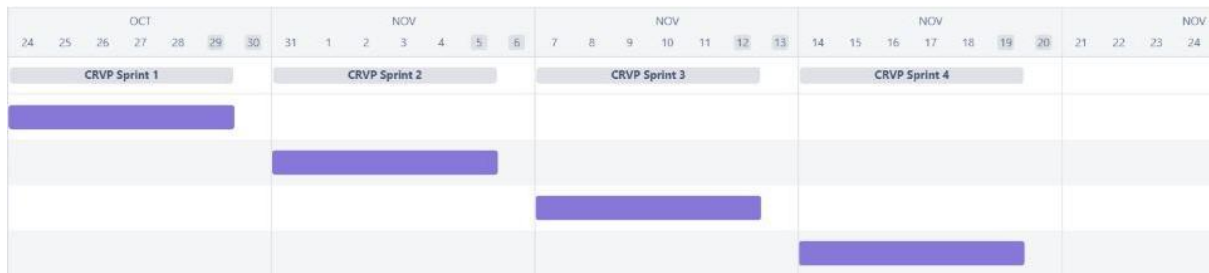 OCT NOV NOV NOV NOV
24 25 26 27 28 29 30 31 1 2 3 4 5 6 7 8 9 10 11 12 13 14 15 16 17 18 19 20 21 22 23 24
CRVP Sprint 1 CRVP Sprint 2 CRVP Sprint 3 CRVP Sprint 4